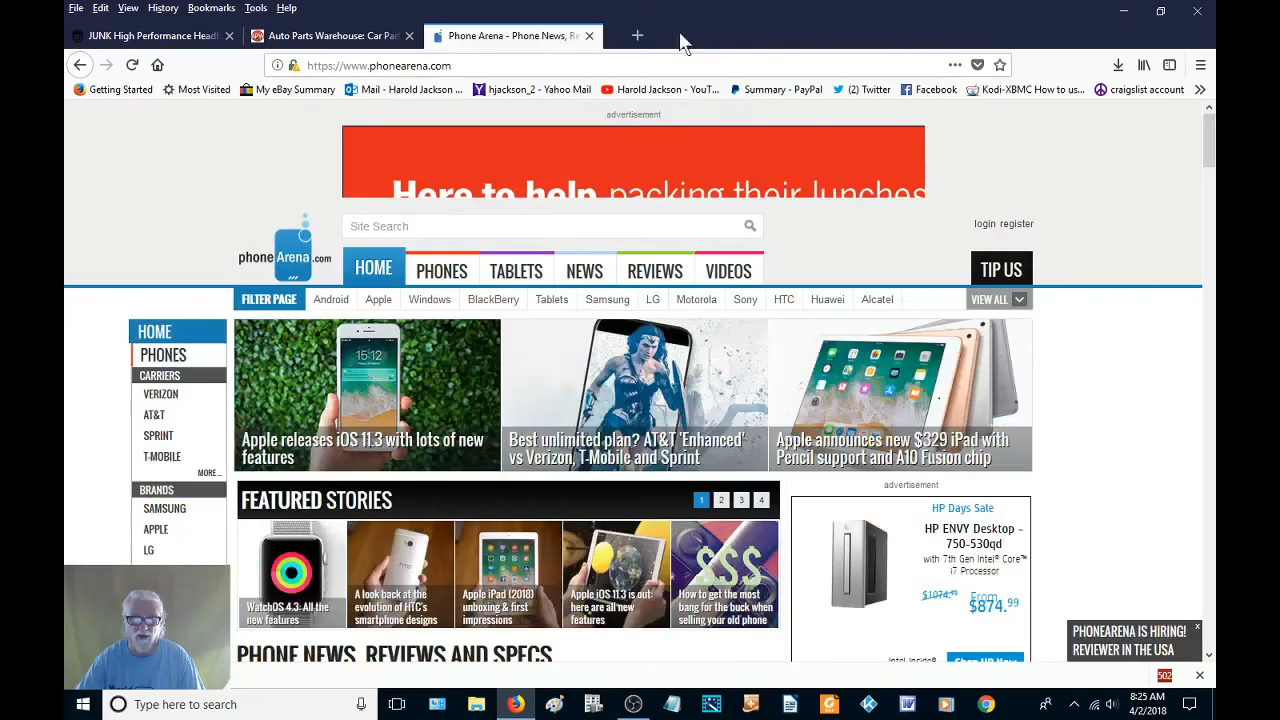 File Edit View History Bookmarks Tools Help
JUNK High Performance Headl
Auto Parts Warehouse: Car Par
Phone Arena - Phone News, Re
https://www.phonearena.com
Getting Started Most Visited My eBay Summary Mail - Harold Jackson ... hjackson_2 - Yahoo Mail Harold Jackson - YouT... Summary - PayPal (2) Twitter Facebook Kodi-XBMC How to us... craigslist account
advertisement
Here to help packing their lunches
Site Search
login register
phoneArena.com
HOME PHONES TABLETS NEWS REVIEWS VIDEOS
TIP US
FILTER PAGE Android Apple Windows BlackBerry Tablets Samsung LG Motorola Sony HTC Huawei Alcatel VIEW ALL
HOME
PHONES
CARRIERS
VERIZON
AT&T
SPRINT
T-MOBILE
MORE ...
BRANDS
SAMSUNG
APPLE
LG
15:12
Apple releases iOS 11.3 with lots of new
features
Best unlimited plan? AT&T 'Enhanced'
vs Verizon, T-Mobile and Sprint
Apple announces new $329 iPad with
Pencil support and A10 Fusion chip
FEATURED STORIES
1 2 3 4
WatchOS 4.3: All the
new features
A look back at the
evolution of HTC's
smartphone designs
Apple iPad (2018)
unboxing & first
impressions
Apple iOS 11.3 is out:
here are all new
features
$$$
How to get the most
bang for the buck when
selling your old phone
advertisement
HP Days Sale
HP ENVY Desktop -
750-530qd
with 7th Gen Intel® Core™
i7 Processor
$1074.49 From
$874.99
Intel Inside®
Shop HP Now
PHONEARENA IS HIRING!
REVIEWER IN THE USA
PHONE NEWS, REVIEWS AND SPECS
502
Type here to search
8:25 AM
4/2/2018